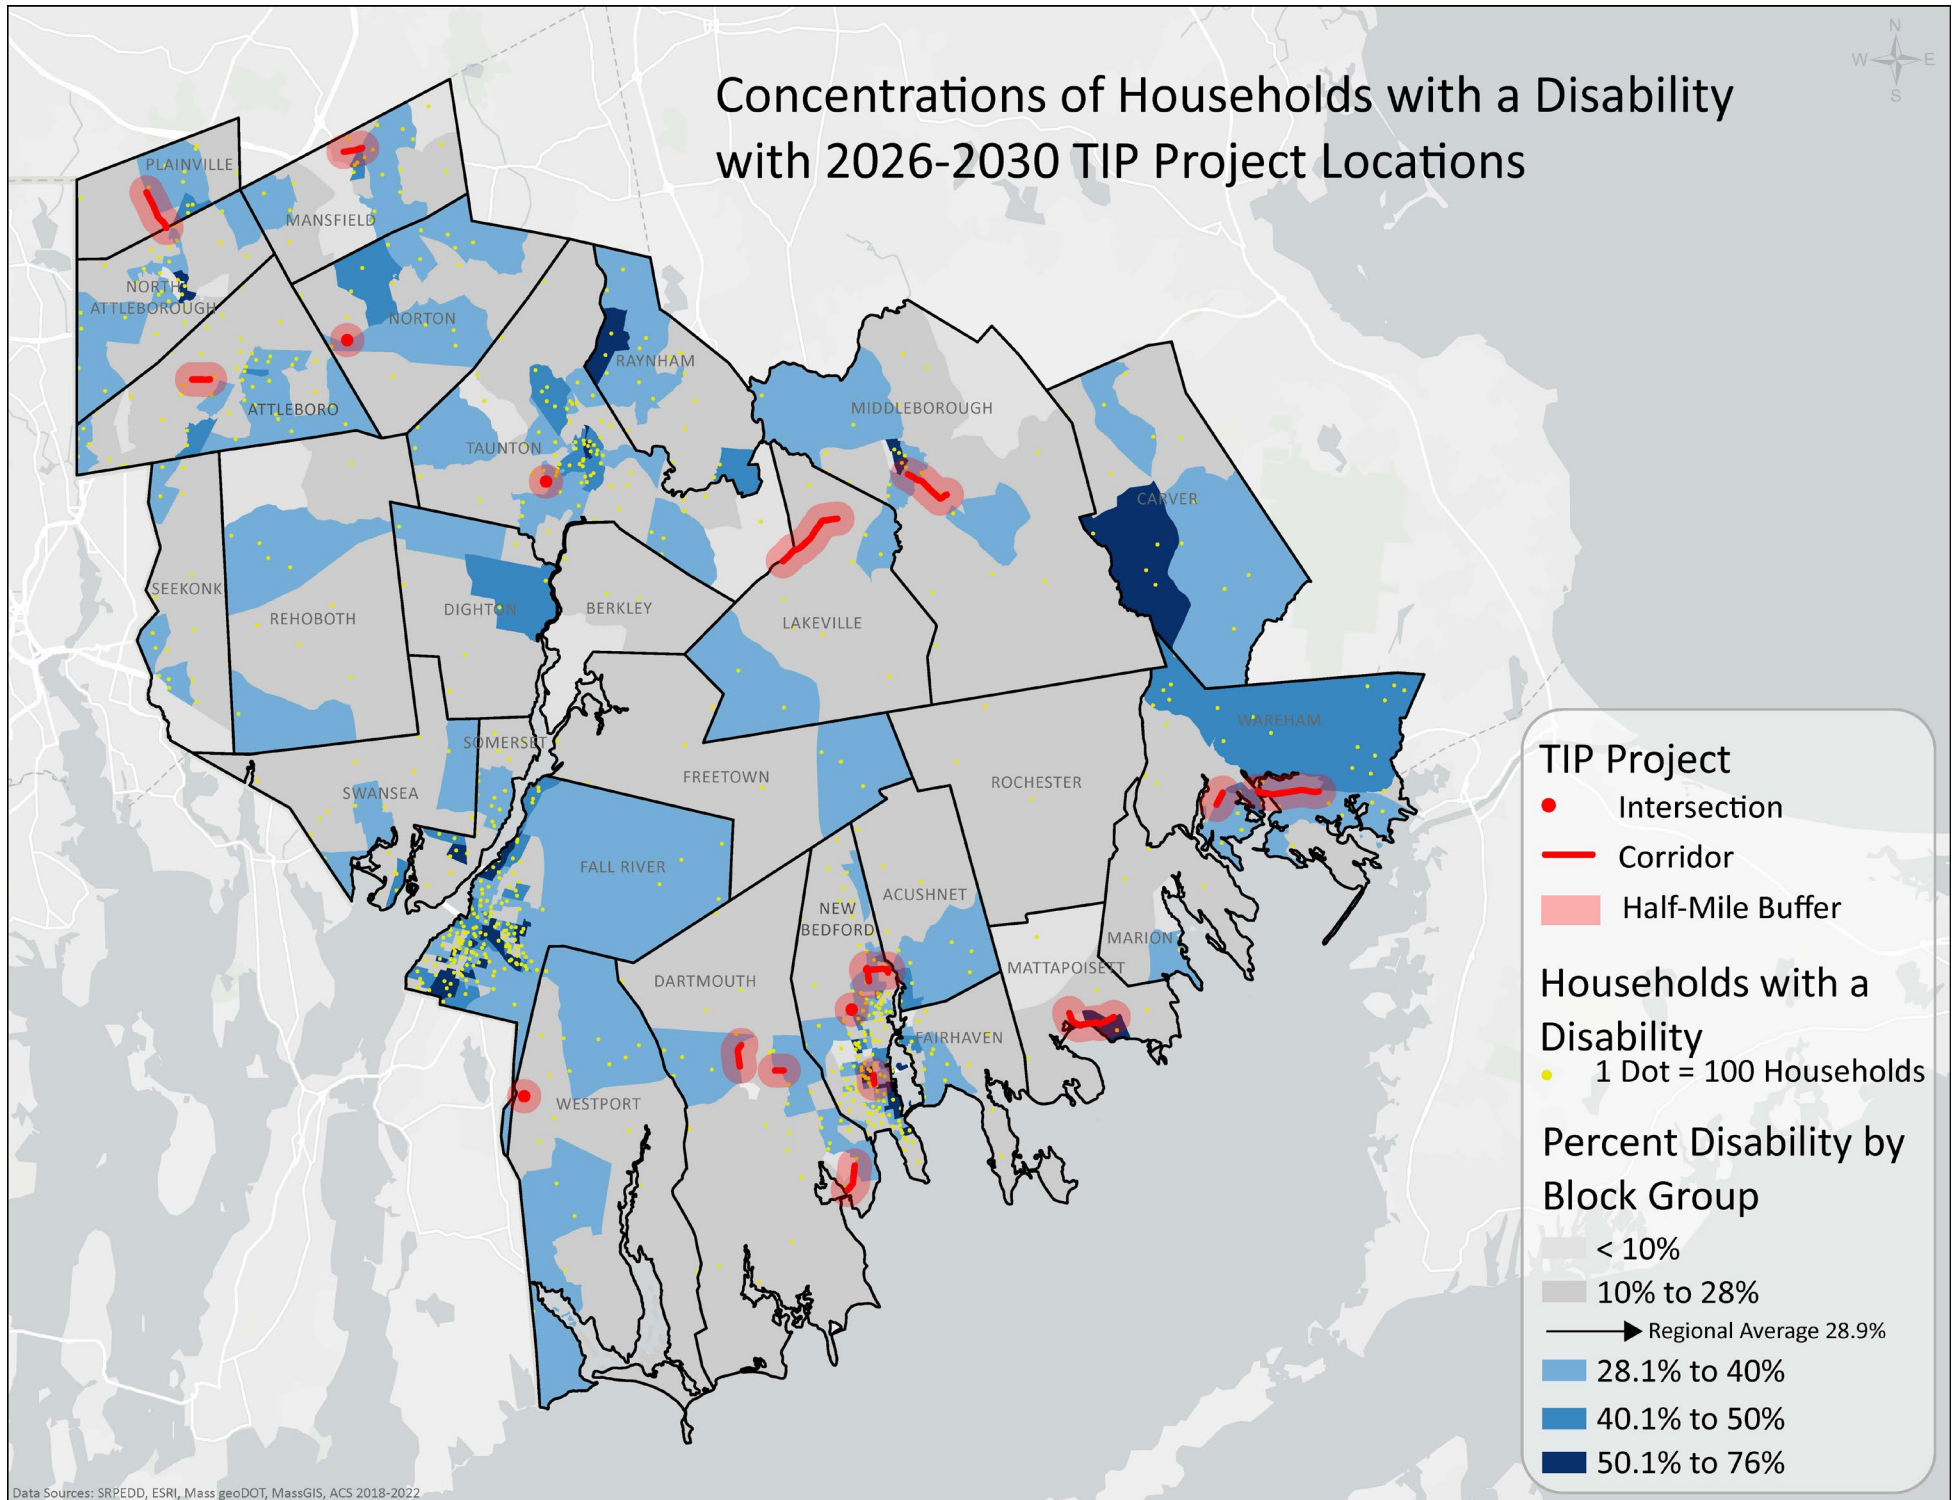 Concentrations of Households with a Disability
with 2026-2030 TIP Project Locations
N
W
E
S
PLAINVILLE
MANSFIELD
NORTH
ATTLEBOROUGH
NORTON
RAYNHAM
ATTLEBORO
MIDDLEBOROUGH
TAUNTON
CARVER
SEEKONK
REHOBOTH
DIGHTON
BERKLEY
LAKEVILLE
WAREHAM
SOMERSET
FREETOWN
ROCHESTER
SWANSEA
FALL RIVER
ACUSHNET
NEW
BEDFORD
MARION
DARTMOUTH
MATTAPOISETT
FAIRHAVEN
WESTPORT
TIP Project
Intersection
Corridor
Half-Mile Buffer
Households with a
Disability
1 Dot = 100 Households
Percent Disability by
Block Group
< 10%
10% to 28%
Regional Average 28.9%
28.1% to 40%
40.1% to 50%
50.1% to 76%
Data Sources: SRPEDD, ESRI, Mass geoDOT, MassGIS, ACS 2018-2022